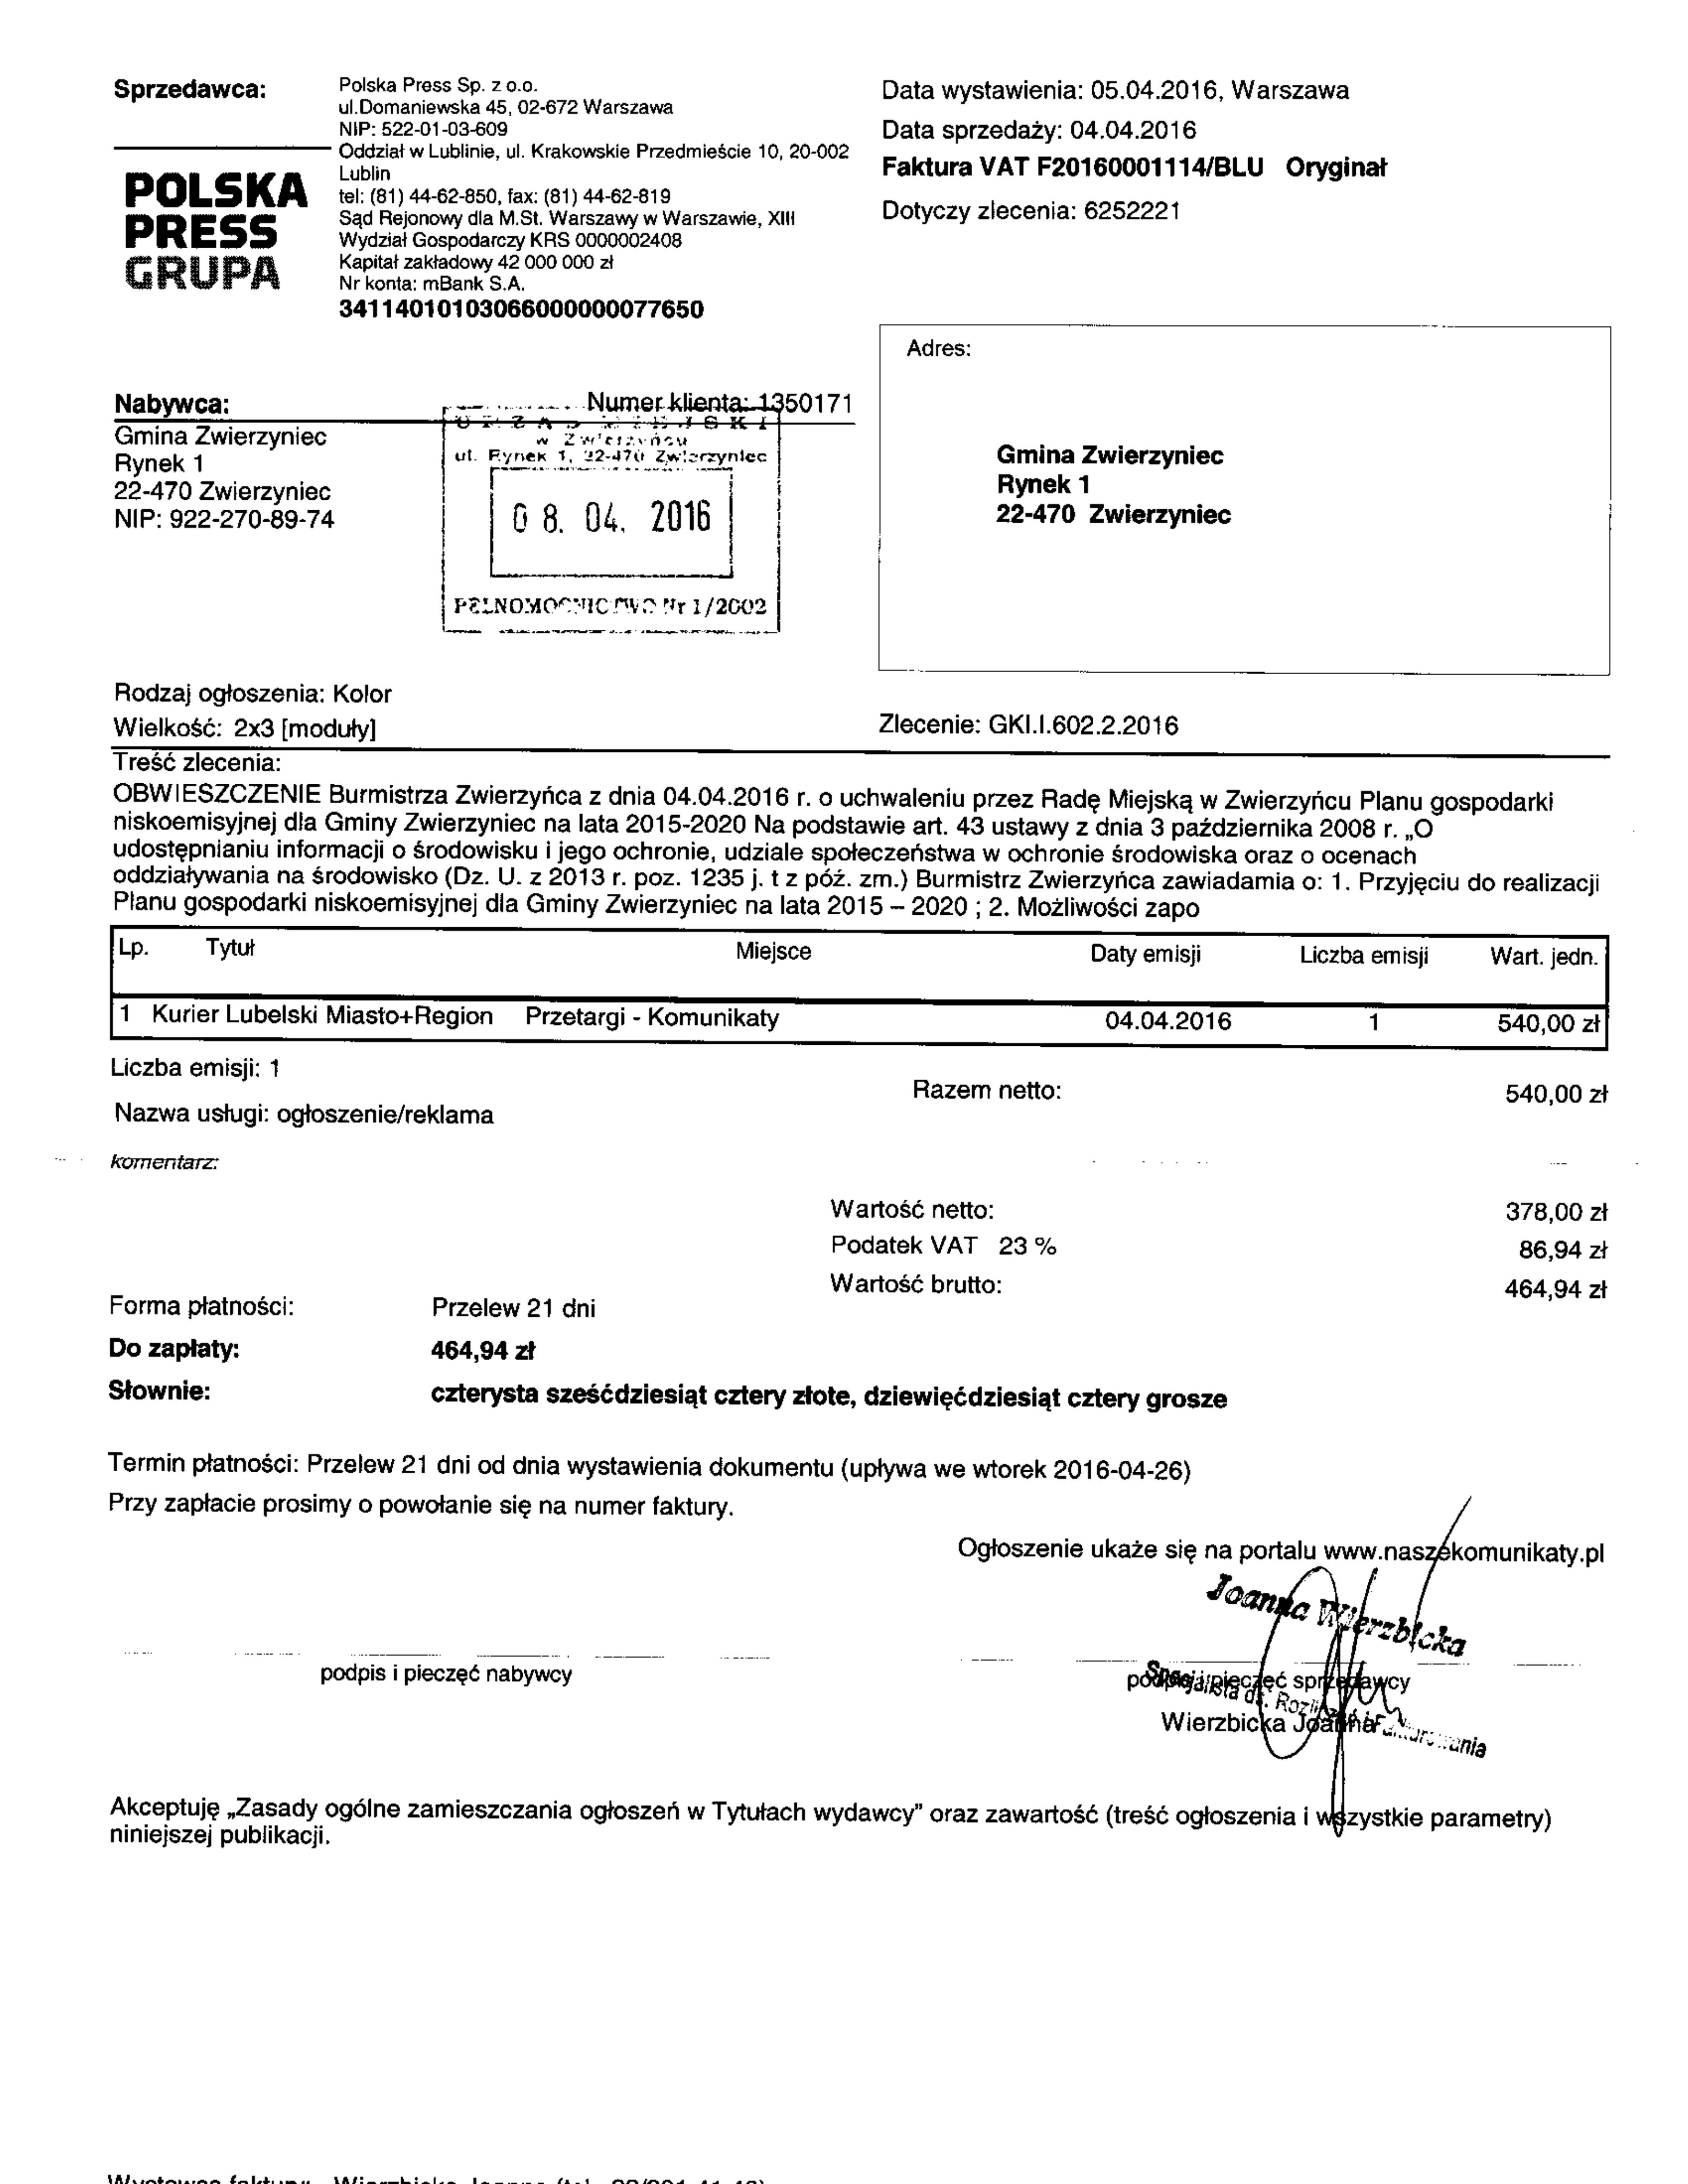 Sprzedawca:
Polska Press Sp. z o.o.
ul.Domaniewska 45, 02-672 Warszawa
NIP: 522-01-03-609
Oddział w Lublinie, ul. Krakowskie Przedmieście 10, 20-002
Lublin
tel: (81) 44-62-850, fax: (81) 44-62-819
Sąd Rejonowy dla M.St. Warszawy w Warszawie, XIII
Wydział Gospodarczy KRS 0000002408
Kapitał zakładowy 42 000 000 zł
Nr konta: mBank S.A.
34114010103066000000077650
POLSKA
PRESS
GRUPA
Data wystawienia: 05.04.2016, Warszawa
Data sprzedaży: 04.04.2016
Faktura VAT F20160001114/BLU Oryginał
Dotyczy zlecenia: 6252221
Adres:
Gmina Zwierzyniec
Rynek 1
22-470 Zwierzyniec
Nabywca:
Numer klienta: 1350171
Gmina Zwierzyniec
Rynek 1
22-470 Zwierzyniec
NIP: 922-270-89-74
w Zwierzyńcu
ul. Rynek 1, 22-470 Zwierzyniec
08. 04. 2016
PEŁNOMOCNICTWO Nr 1/2002
Rodzaj ogłoszenia: Kolor
Wielkość: 2x3 [moduły]
Zlecenie: GKI.I.602.2.2016
Treść zlecenia:
OBWIESZCZENIE Burmistrza Zwierzyńca z dnia 04.04.2016 r. o uchwaleniu przez Radę Miejską w Zwierzyńcu Planu gospodarki
niskoemisyjnej dla Gminy Zwierzyniec na lata 2015-2020 Na podstawie art. 43 ustawy z dnia 3 października 2008 r. „O
udostępnianiu informacji o środowisku i jego ochronie, udziale społeczeństwa w ochronie środowiska oraz o ocenach
oddziaływania na środowisko (Dz. U. z 2013 r. poz. 1235 j. t z póź. zm.) Burmistrz Zwierzyńca zawiadamia o: 1. Przyjęciu do realizacji
Planu gospodarki niskoemisyjnej dla Gminy Zwierzyniec na lata 2015 – 2020 ; 2. Możliwości zapo
Lp. Tytuł Miejsce Daty emisji Liczba emisji Wart. jedn.
1 Kurier Lubelski Miasto+Region Przetargi - Komunikaty 04.04.2016 1 540,00 zł
Liczba emisji: 1
Razem netto: 540,00 zł
Nazwa usługi: ogłoszenie/reklama
komentarz:
Wartość netto: 378,00 zł
Podatek VAT 23 % 86,94 zł
Wartość brutto: 464,94 zł
Forma płatności: Przelew 21 dni
Do zapłaty: 464,94 zł
Słownie: czterysta sześćdziesiąt cztery złote, dziewięćdziesiąt cztery grosze
Termin płatności: Przelew 21 dni od dnia wystawienia dokumentu (upływa we wtorek 2016-04-26)
Przy zapłacie prosimy o powołanie się na numer faktury.
Ogłoszenie ukaże się na portalu www.naszekomunikaty.pl
Joanna Wierzbicka
podpis i pieczęć nabywcy
podpis i pieczęć sprzedawcy
Specjalista ds. Rozliczeń i Fakturowania
Wierzbicka Joanna
Akceptuję „Zasady ogólne zamieszczania ogłoszeń w Tytułach wydawcy” oraz zawartość (treść ogłoszenia i wszystkie parametry)
niniejszej publikacji.